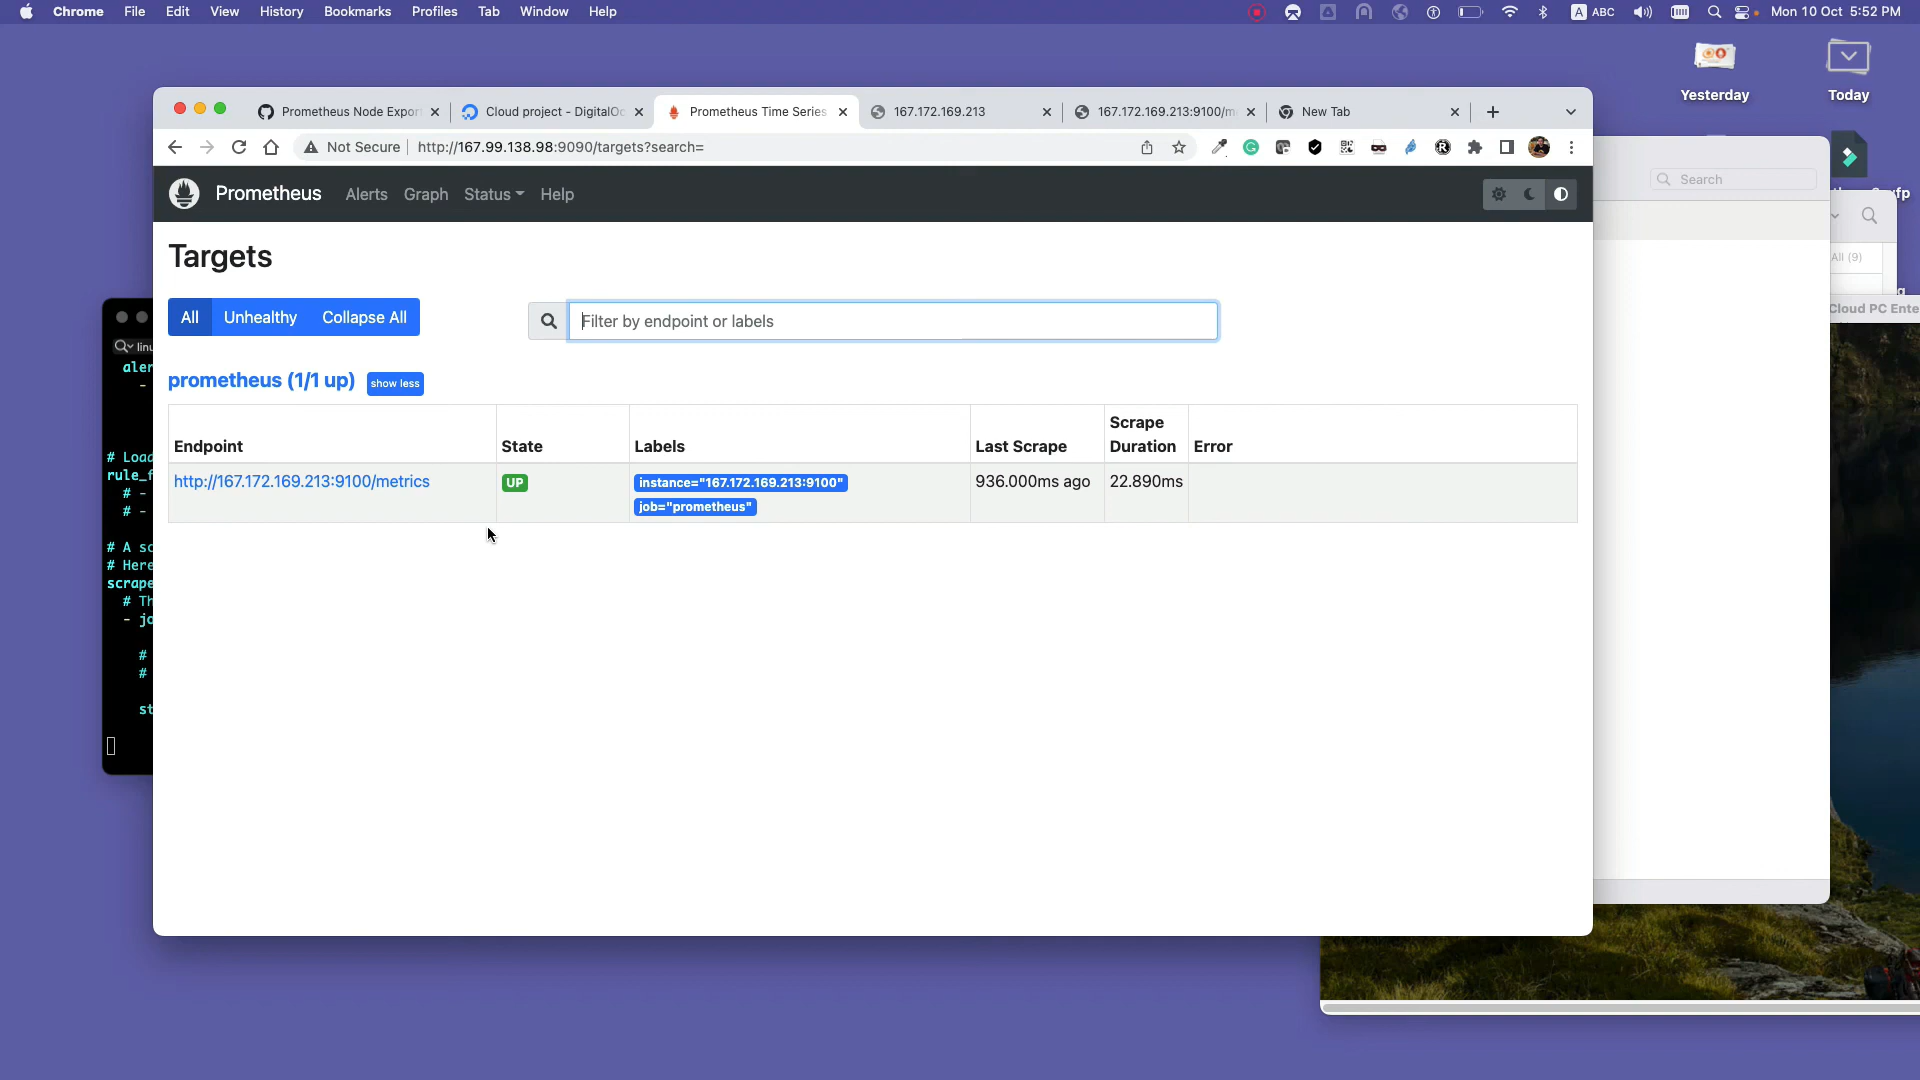 Chrome File Edit View History Bookmarks Profiles Tab Window Help
A ABC Mon 10 Oct 5:52 PM
Yesterday
Today
Prometheus Node Expor
Cloud project - DigitalOc
Prometheus Time Series
167.172.169.213
167.172.169.213:9100/m
New Tab
Not Secure http://167.99.138.98:9090/targets?search=
Prometheus Alerts Graph Status Help
Search
Targets
All (9)
All Unhealthy Collapse All
Filter by endpoint or labels
Cloud PC Ente
prometheus (1/1 up) show less
Endpoint State Labels Last Scrape Scrape Duration Error
http://167.172.169.213:9100/metrics UP instance="167.172.169.213:9100" 936.000ms ago 22.890ms
job="prometheus"
linu
aler
-
# Load
rule_f
# -
# -
# A sc
# Here
scrape
# Th
- jo
#
#
st